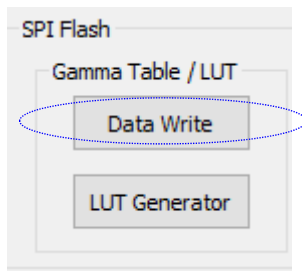 SPI Flash
Gamma Table / LUT
Data Write
LUT Generator